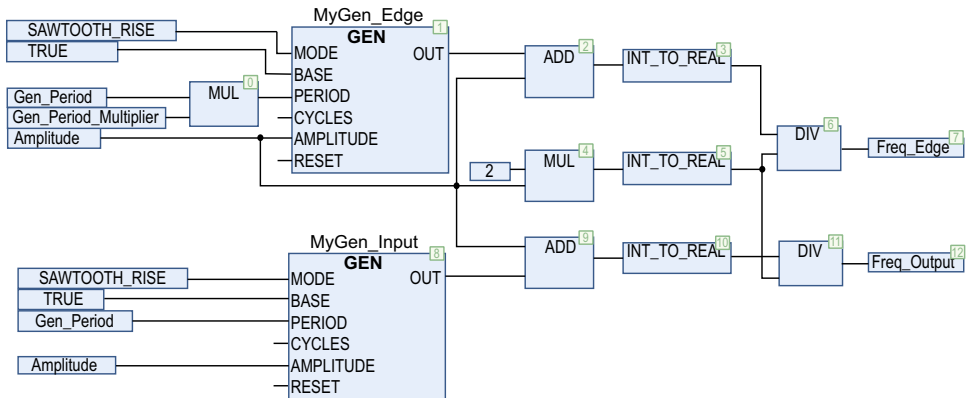 MyGen_Edge
1
SAWTOOTH_RISE
GEN
TRUE
MODE
OUT
BASE
ADD
2
INT_TO_REAL
3
Gen_Period
MUL
0
PERIOD
Gen_Period_Multiplier
CYCLES
Amplitude
AMPLITUDE
RESET
DIV
6
Freq_Edge
7
2
MUL
4
INT_TO_REAL
5
MyGen_Input
8
GEN
SAWTOOTH_RISE
MODE
OUT
TRUE
BASE
Gen_Period
PERIOD
CYCLES
Amplitude
AMPLITUDE
RESET
ADD
9
INT_TO_REAL
10
DIV
11
Freq_Output
12